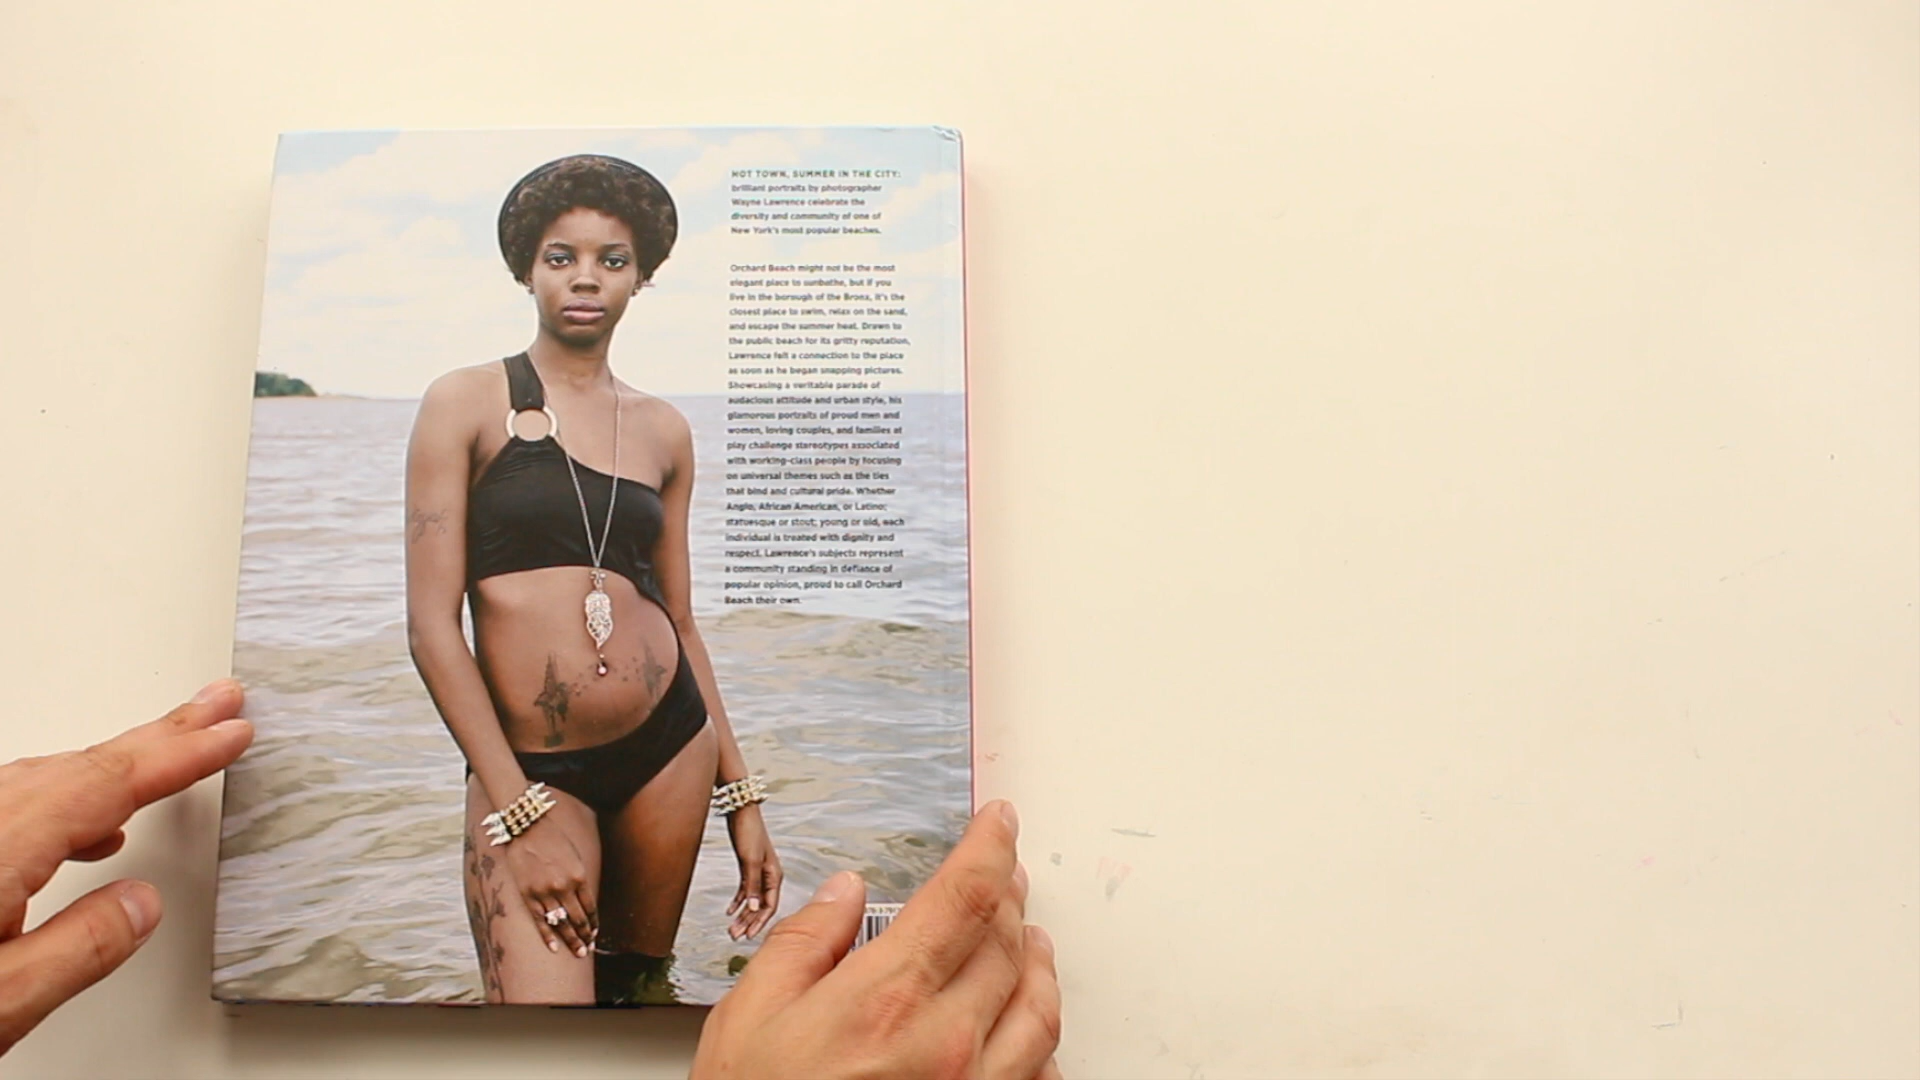 HOT TOWN, SUMMER IN THE CITY:
brilliant portraits by photographer
Wayne Lawrence celebrate the
diversity and community of one of
New York's most popular beaches.
Orchard Beach might not be the most
elegant place to sunbathe, but if you
live in the borough of the Bronx, it's the
closest place to swim, relax on the sand,
and escape the summer heat. Drawn to
the public beach for its gritty reputation,
Lawrence felt a connection to the place
as soon as he began snapping pictures.
Showcasing a veritable parade of
audacious attitude and urban style, his
glamorous portraits of proud men and
women, loving couples, and families at
play challenge stereotypes associated
with working-class people by focusing
on universal themes such as the ties
that bind and cultural pride. Whether
Anglo, African American, or Latino;
statuesque or stout; young or old, each
individual is treated with dignity and
respect. Lawrence's subjects represent
a community standing in defiance of
popular opinion, proud to call Orchard
Beach their own.